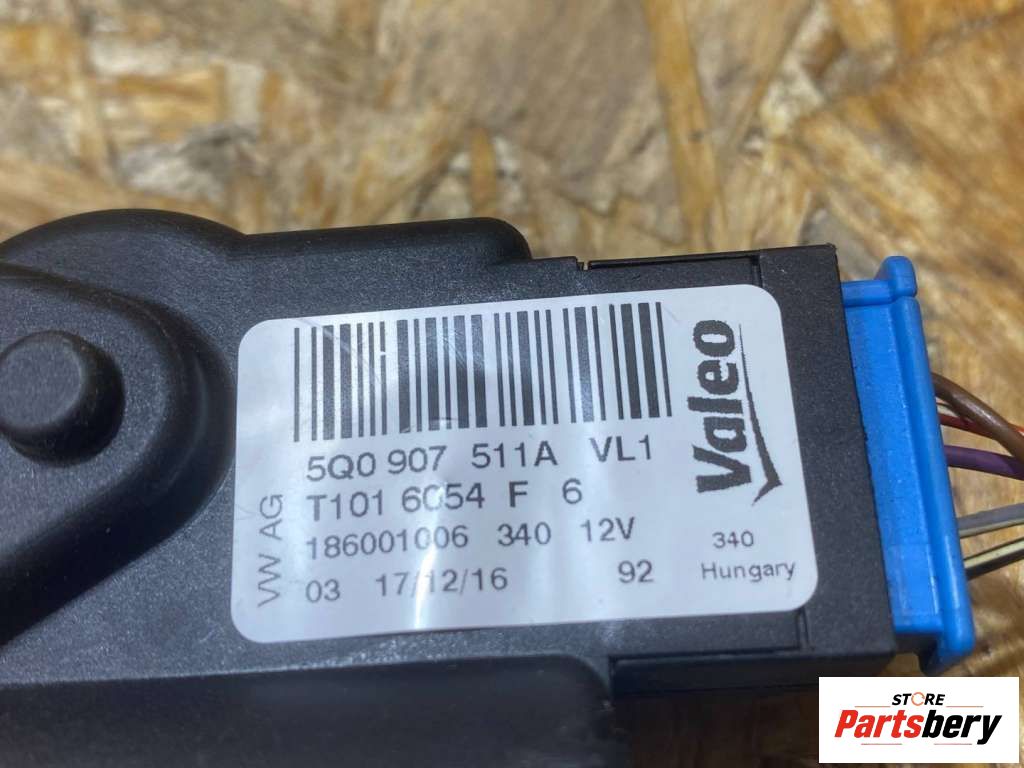 5Q0 907 511A VL1
T101 6054 F 6
186001006 340 12V
03 17/12/16 92
VW AG
Valeo
340
Hungary
STORE
Partsbery